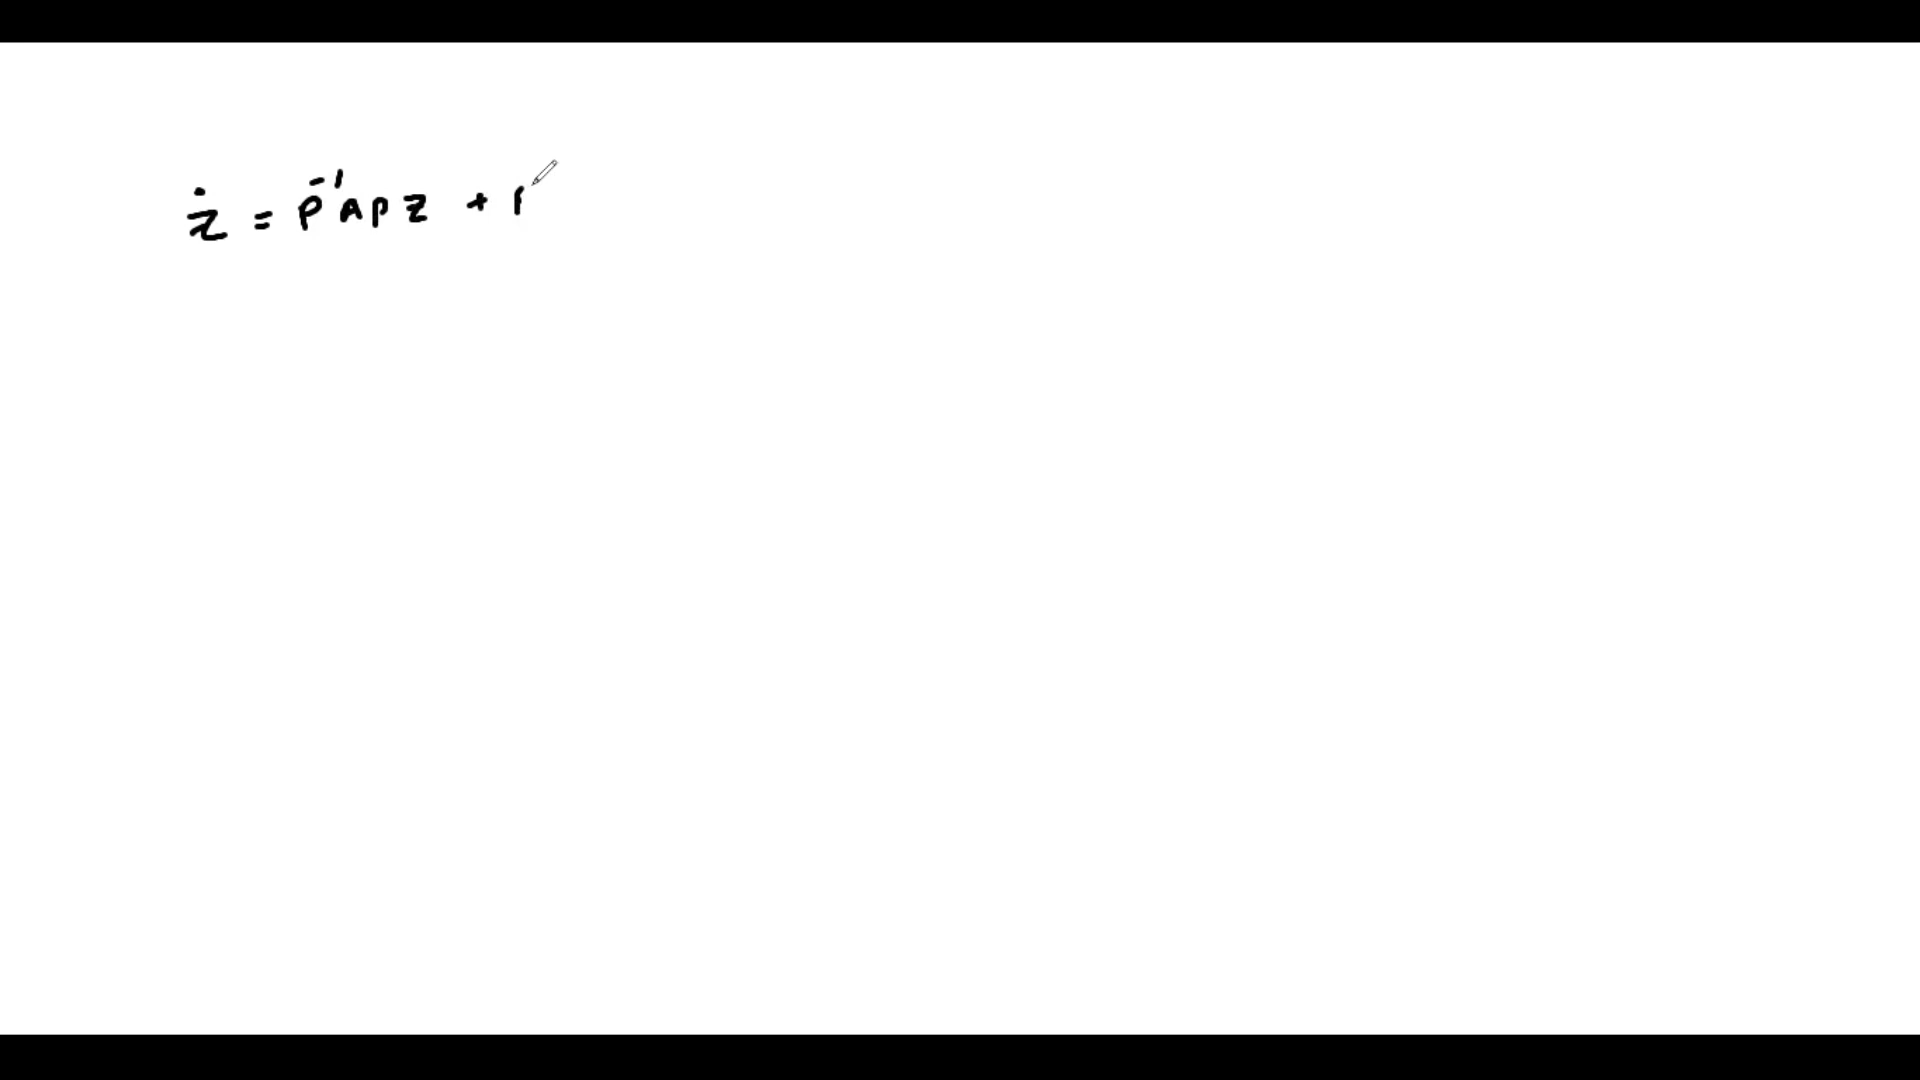 ż = P⁻¹APz +